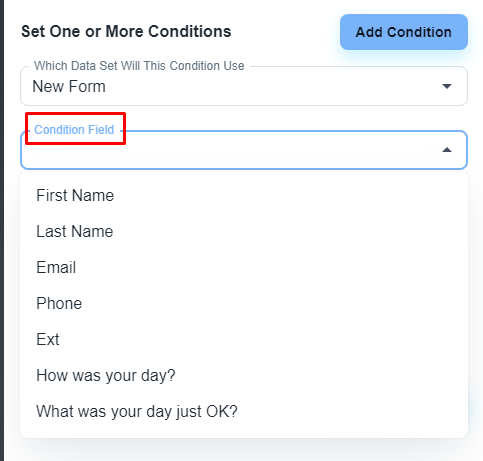 Set One or More Conditions
Add Condition
Which Data Set Will This Condition Use
New Form
Condition Field
First Name
Last Name
Email
Phone
Ext
How was your day?
What was your day just OK?